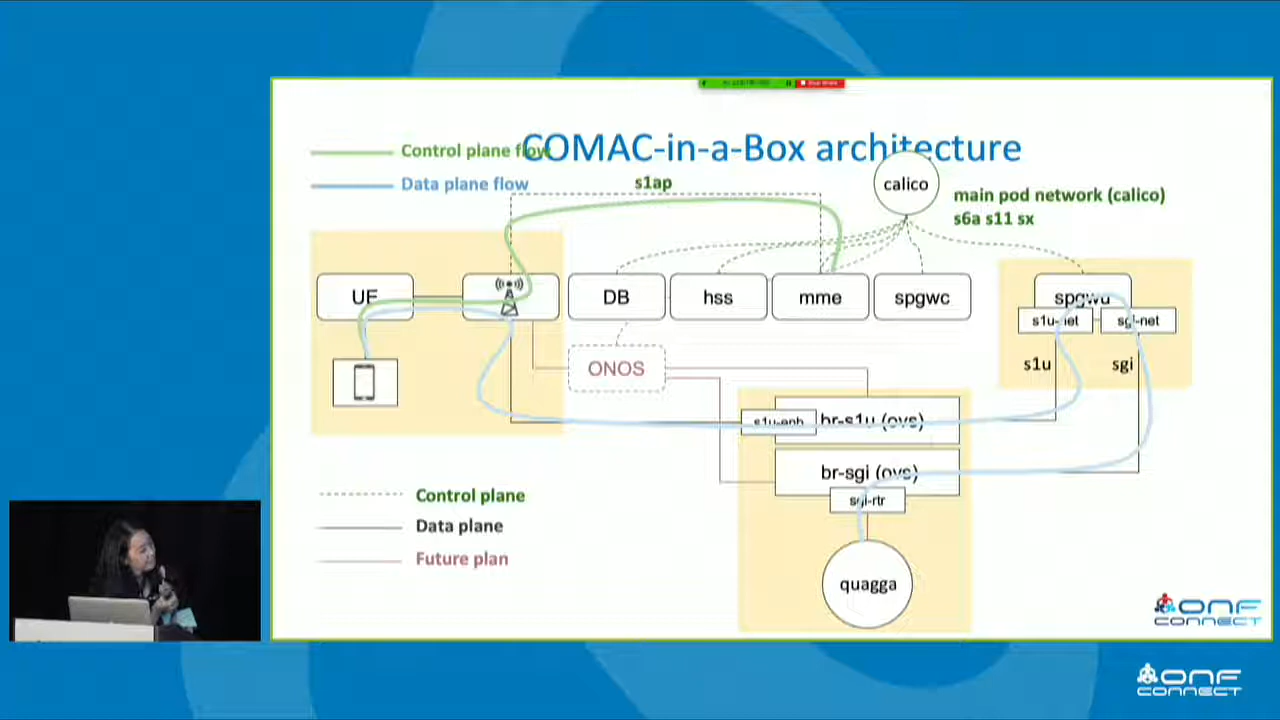 COMAC-in-a-Box architecture
Control plane flow
Data plane flow
s1ap
calico
main pod network (calico)
s6a s11 sx
UE
DB
hss
mme
spgwc
spgwu
s1u-net
sgi-net
s1u
sgi
ONOS
s1u-enb
br-s1u (ovs)
br-sgi (ovs)
sgi-rtr
quagga
Control plane
Data plane
Future plan
ONF
CONNECT
ONF
CONNECT